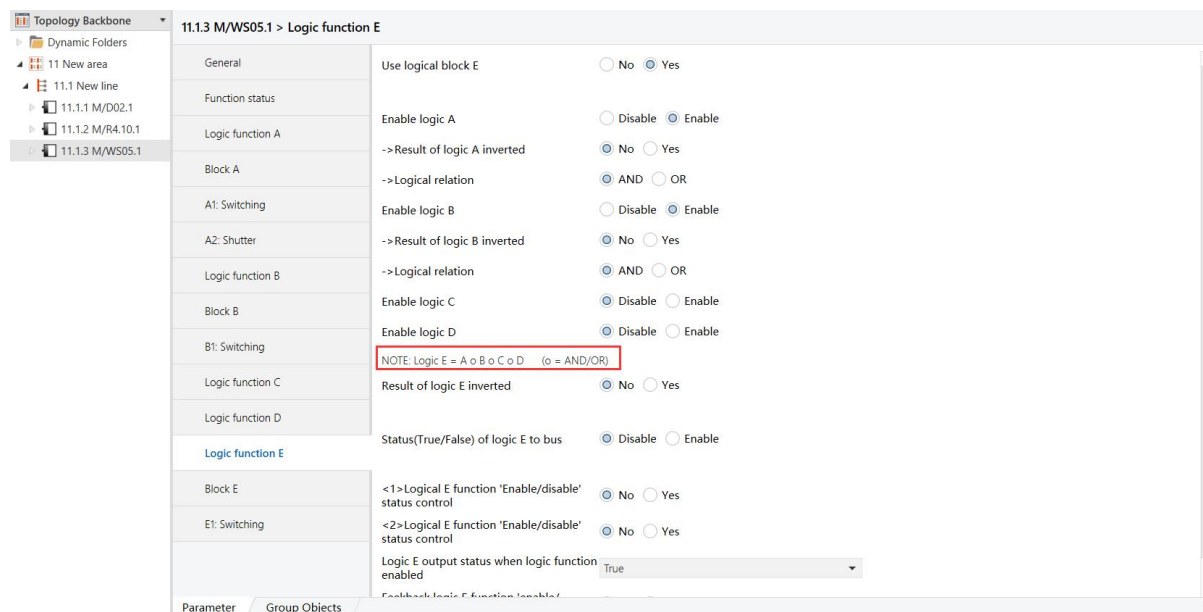 Topology Backbone
Dynamic Folders
11 New area
11.1 New line
11.1.1 M/D02.1
11.1.2 M/R4.10.1
11.1.3 M/WS05.1
11.1.3 M/WS05.1 > Logic function E
General
Function status
Logic function A
Block A
A1: Switching
A2: Shutter
Logic function B
Block B
B1: Switching
Logic function C
Logic function D
Logic function E
Block E
E1: Switching
Use logical block E No Yes
Enable logic A Disable Enable
->Result of logic A inverted No Yes
->Logical relation AND OR
Enable logic B Disable Enable
->Result of logic B inverted No Yes
->Logical relation AND OR
Enable logic C Disable Enable
Enable logic D Disable Enable
NOTE: Logic E = A o B o C o D (o = AND/OR)
Result of logic E inverted No Yes
Status(True/False) of logic E to bus Disable Enable
<1>Logical E function 'Enable/disable'
status control No Yes
<2>Logical E function 'Enable/disable'
status control No Yes
Logic E output status when logic function
enabled True
Parameter Group Objects